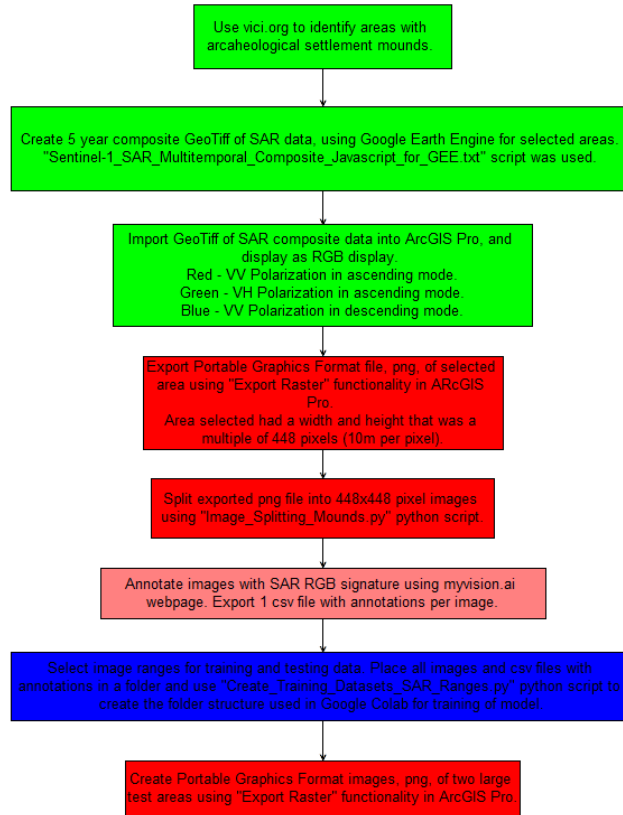 Use vici.org to identify areas with
arcaheological settlement mounds.
Create 5 year composite GeoTiff of SAR data, using Google Earth Engine for selected areas.
"Sentinel-1_SAR_Multitemporal_Composite_Javascript_for_GEE.txt" script was used.
Import GeoTiff of SAR composite data into ArcGIS Pro, and
display as RGB display.
Red - VV Polarization in ascending mode.
Green - VH Polarization in ascending mode.
Blue - VV Polarization in descending mode.
Export Portable Graphics Format file, png, of selected
area using "Export Raster" functionality in ARcGIS
Pro.
Area selected had a width and height that was a
multiple of 448 pixels (10m per pixel).
Split exported png file into 448x448 pixel images
using "Image_Splitting_Mounds.py" python script.
Annotate images with SAR RGB signature using myvision.ai
webpage. Export 1 csv file with annotations per image.
Select image ranges for training and testing data. Place all images and csv files with
annotations in a folder and use "Create_Training_Datasets_SAR_Ranges.py" python script to
create the folder structure used in Google Colab for training of model.
Create Portable Graphics Format images, png, of two large
test areas using "Export Raster" functionality in ArcGIS Pro.